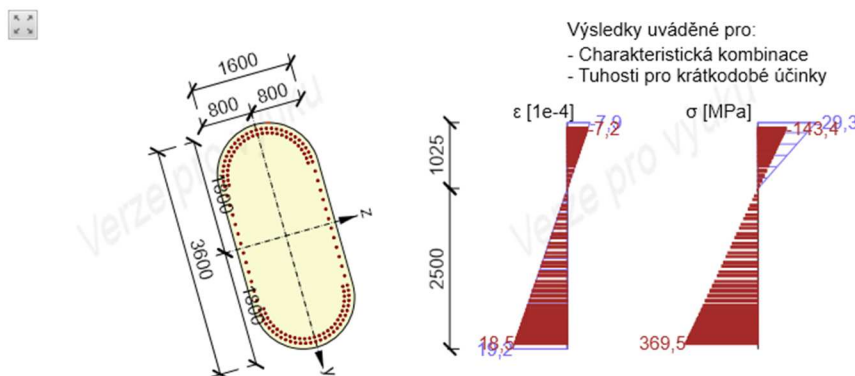 Výsledky uváděné pro:
- Charakteristická kombinace
- Tuhosti pro krátkodobé účinky
1600
800
800
ε [1e-4]
-7,9
-7,2
σ [MPa]
-29,3
-143,4
1025
1800
z
3600
2500
1800
y
18,5
19,2
369,5
Verze pro výuku
Verze pro výuku